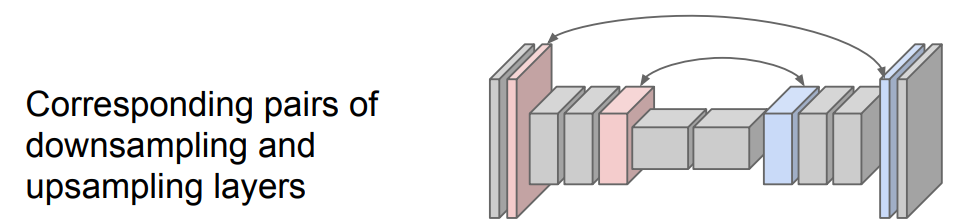 Corresponding pairs of
downsampling and
upsampling layers